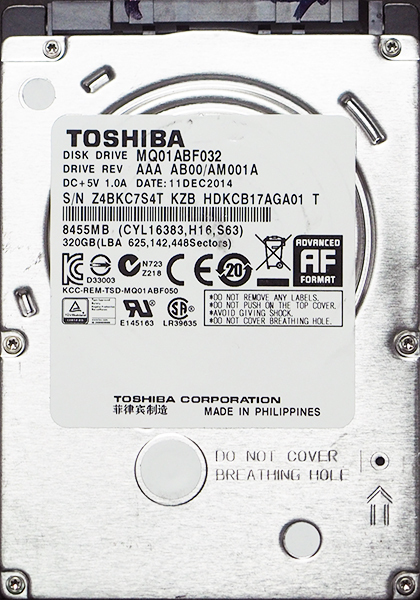 TOSHIBA
DISK DRIVE MQ01ABF032
DRIVE REV AAA AB00/AM001A
DC+5V 1.0A DATE:11DEC2014
S/N Z4BKC7S4T KZB HDKCB17AGA01 T
8455MB (CYL16383,H16,S63)
320GB(LBA 625,142,448Sectors)
ADVANCED
AF
FORMAT
D33003
N723
Z218
20
KCC-REM-TSD-MQ01ABF050
*DO NOT REMOVE ANY LABELS.
*DO NOT PUSH ON THE TOP COVER.
*AVOID GIVING SHOCK.
*DO NOT COVER BREATHING HOLE.
E145163
LR39635
TOSHIBA CORPORATION
菲律宾制造 MADE IN PHILIPPINES
DO NOT COVER
BREATHING HOLE